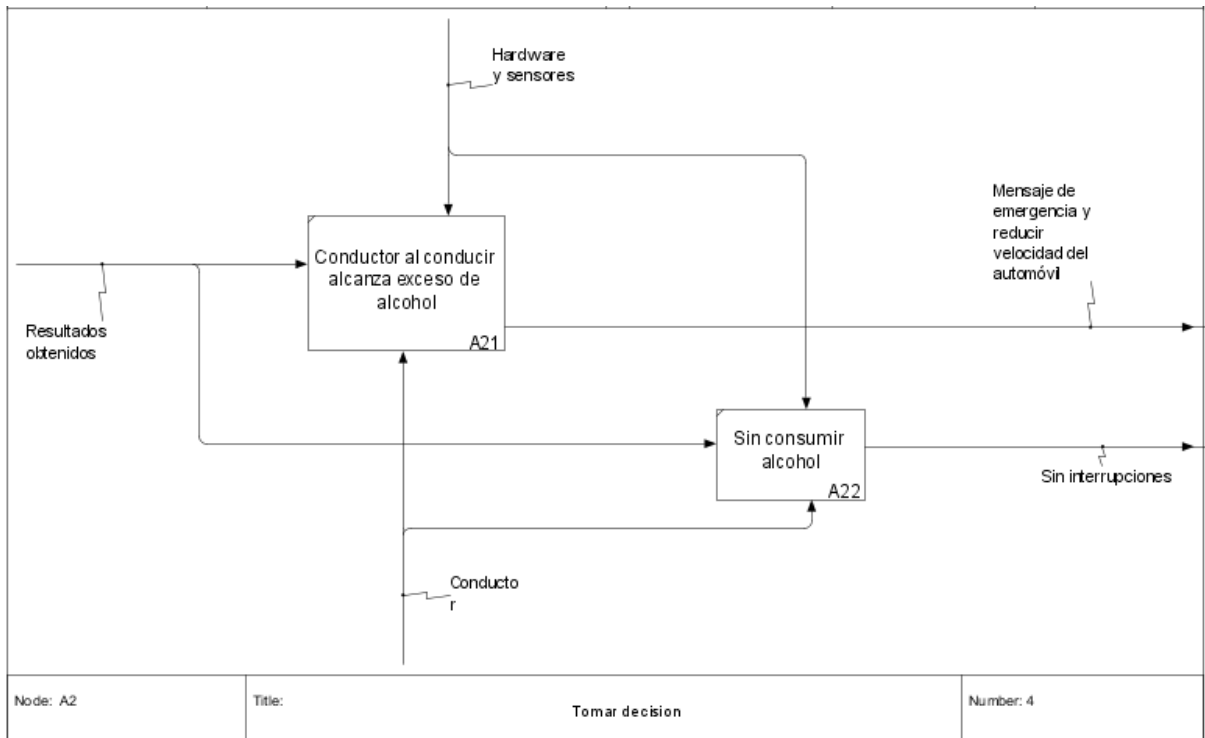 Hardware
y sensores
Mensaje de
emergencia y
reducir
velocidad del
automóvil
Conductor al conducir
alcanza exceso de
alcohol
A21
Resultados
obtenidos
Sin consumir
alcohol
A22
Sin interrupciones
Conducto
r
Node: A2
Title:
Tomar decision
Number: 4